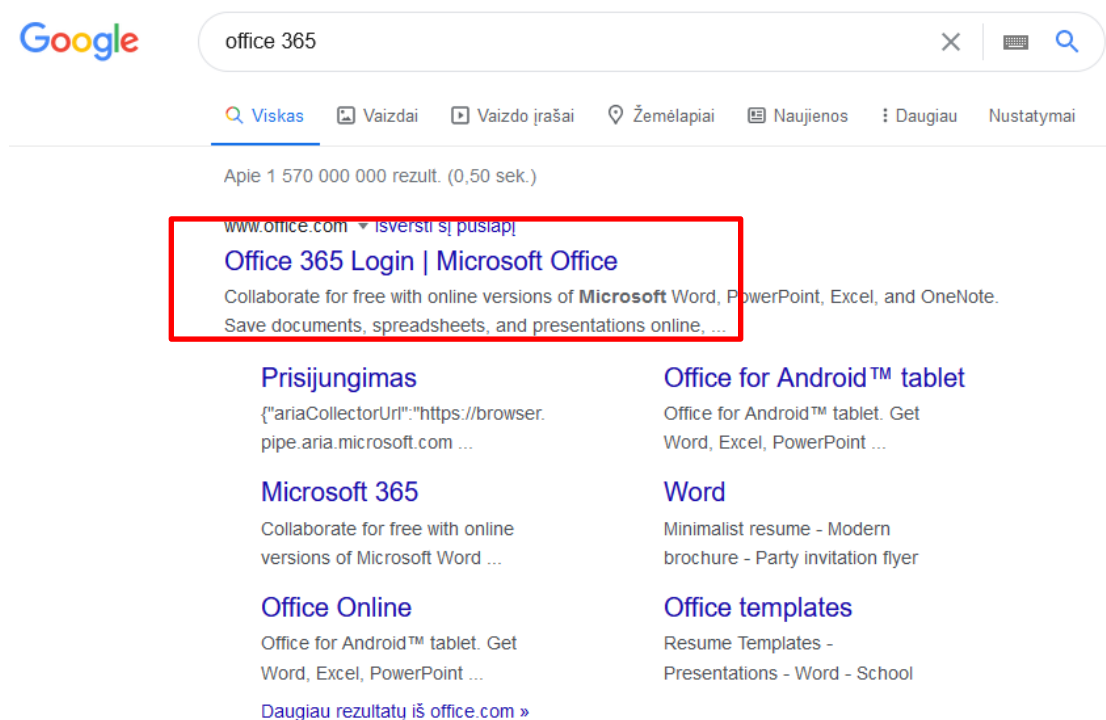 Google
office 365
Viskas Vaizdai Vaizdo įrašai Žemėlapiai Naujienos Daugiau Nustatymai
Apie 1 570 000 000 rezult. (0,50 sek.)
www.office.com Išversti šį puslapį
Office 365 Login | Microsoft Office
Collaborate for free with online versions of Microsoft Word, PowerPoint, Excel, and OneNote.
Save documents, spreadsheets, and presentations online, ...
Prisijungimas
{"ariaCollectorUrl":"https://browser.
pipe.aria.microsoft.com ...
Office for Android™ tablet
Office for Android™ tablet. Get
Word, Excel, PowerPoint ...
Microsoft 365
Collaborate for free with online
versions of Microsoft Word ...
Word
Minimalist resume - Modern
brochure - Party invitation flyer
Office Online
Office for Android™ tablet. Get
Word, Excel, PowerPoint ...
Office templates
Resume Templates -
Presentations - Word - School
Daugiau rezultatų iš office.com »